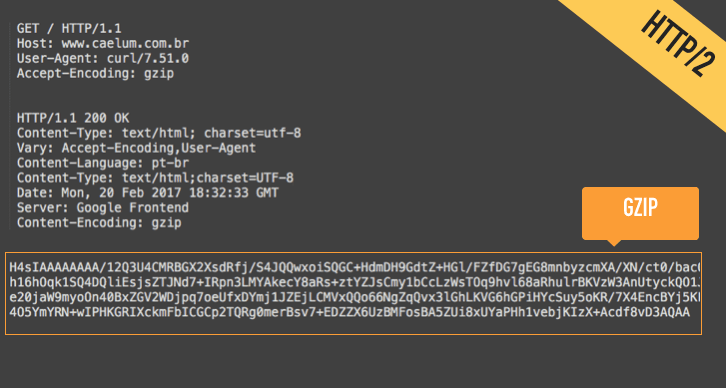 GET / HTTP/1.1
Host: www.caelum.com.br
User-Agent: curl/7.51.0
Accept-Encoding: gzip
HTTP/2
HTTP/1.1 200 OK
Content-Type: text/html; charset=utf-8
Vary: Accept-Encoding,User-Agent
Content-Language: pt-br
Content-Type: text/html;charset=UTF-8
Date: Mon, 20 Feb 2017 18:32:33 GMT
Server: Google Frontend
Content-Encoding: gzip
GZIP
H4sIAAAAAAAA/12Q3U4CMRBGX2XsdRfj/S4JQQwxoiSQGC+HdmDH9GdtZ+HGl/FZfDG7gEG8mnbyzcmXA/XN/ct0/bac
h16hOqk1SQ4DQliEsjsZTJNd7+IRpn3LMYAkecY8aRs+ztYZJsCmy1bCcLzWsTOq9hvl68aRhulrBKVzW3AnUtyckQO1J
e20jaW9myoOn40BxZGV2WDjpq7oeUfxDYmj1JZEjLCMVxQQo66NgZqQvx3lGhLKVG6hGPiHYcSuy5oKR/7X4EncBYj5K
4O5YmYRN+wIPHKGRIXckmFbICGCp2TQRg0merBsv7+EDZZX6UzBMFosBA5ZUi8xUYaPHh1vebjKIzX+Acdf8vD3AQAA